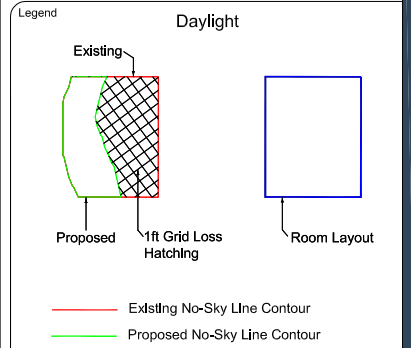 Legend
Daylight
Existing
Proposed
1ft Grid Loss
Hatching
Room Layout
Existing No-Sky Line Contour
Proposed No-Sky Line Contour